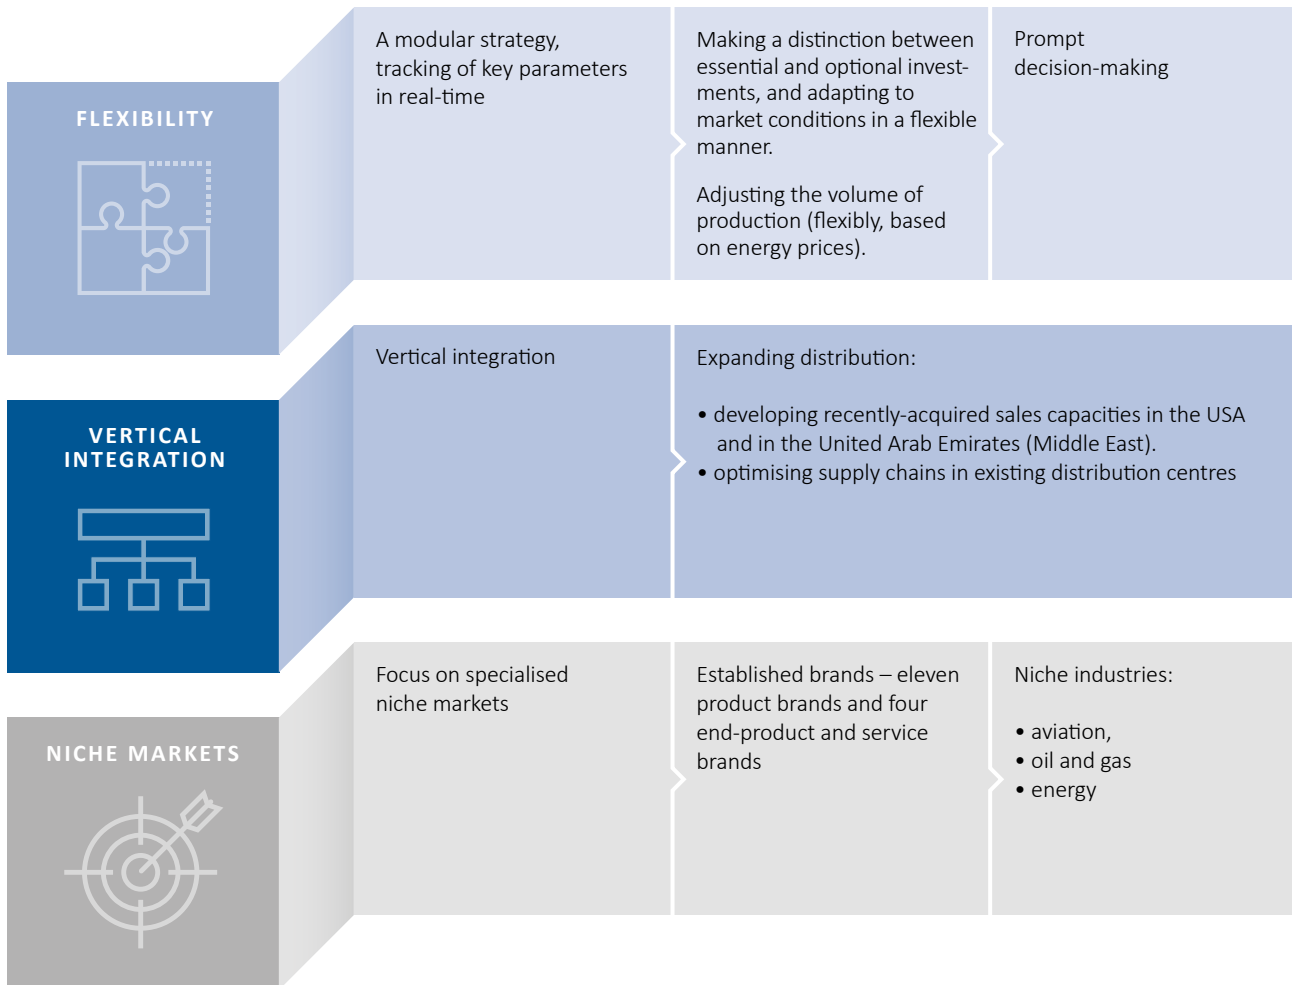 FLEXIBILITY
A modular strategy,
tracking of key parameters
in real-time
Making a distinction between
essential and optional invest-
ments, and adapting to
market conditions in a flexible
manner.
Adjusting the volume of
production (flexibly, based
on energy prices).
Prompt
decision-making
VERTICAL
INTEGRATION
Vertical integration
Expanding distribution:
• developing recently-acquired sales capacities in the USA
and in the United Arab Emirates (Middle East).
• optimising supply chains in existing distribution centres
NICHE MARKETS
Focus on specialised
niche markets
Established brands – eleven
product brands and four
end-product and service
brands
Niche industries:
• aviation,
• oil and gas
• energy